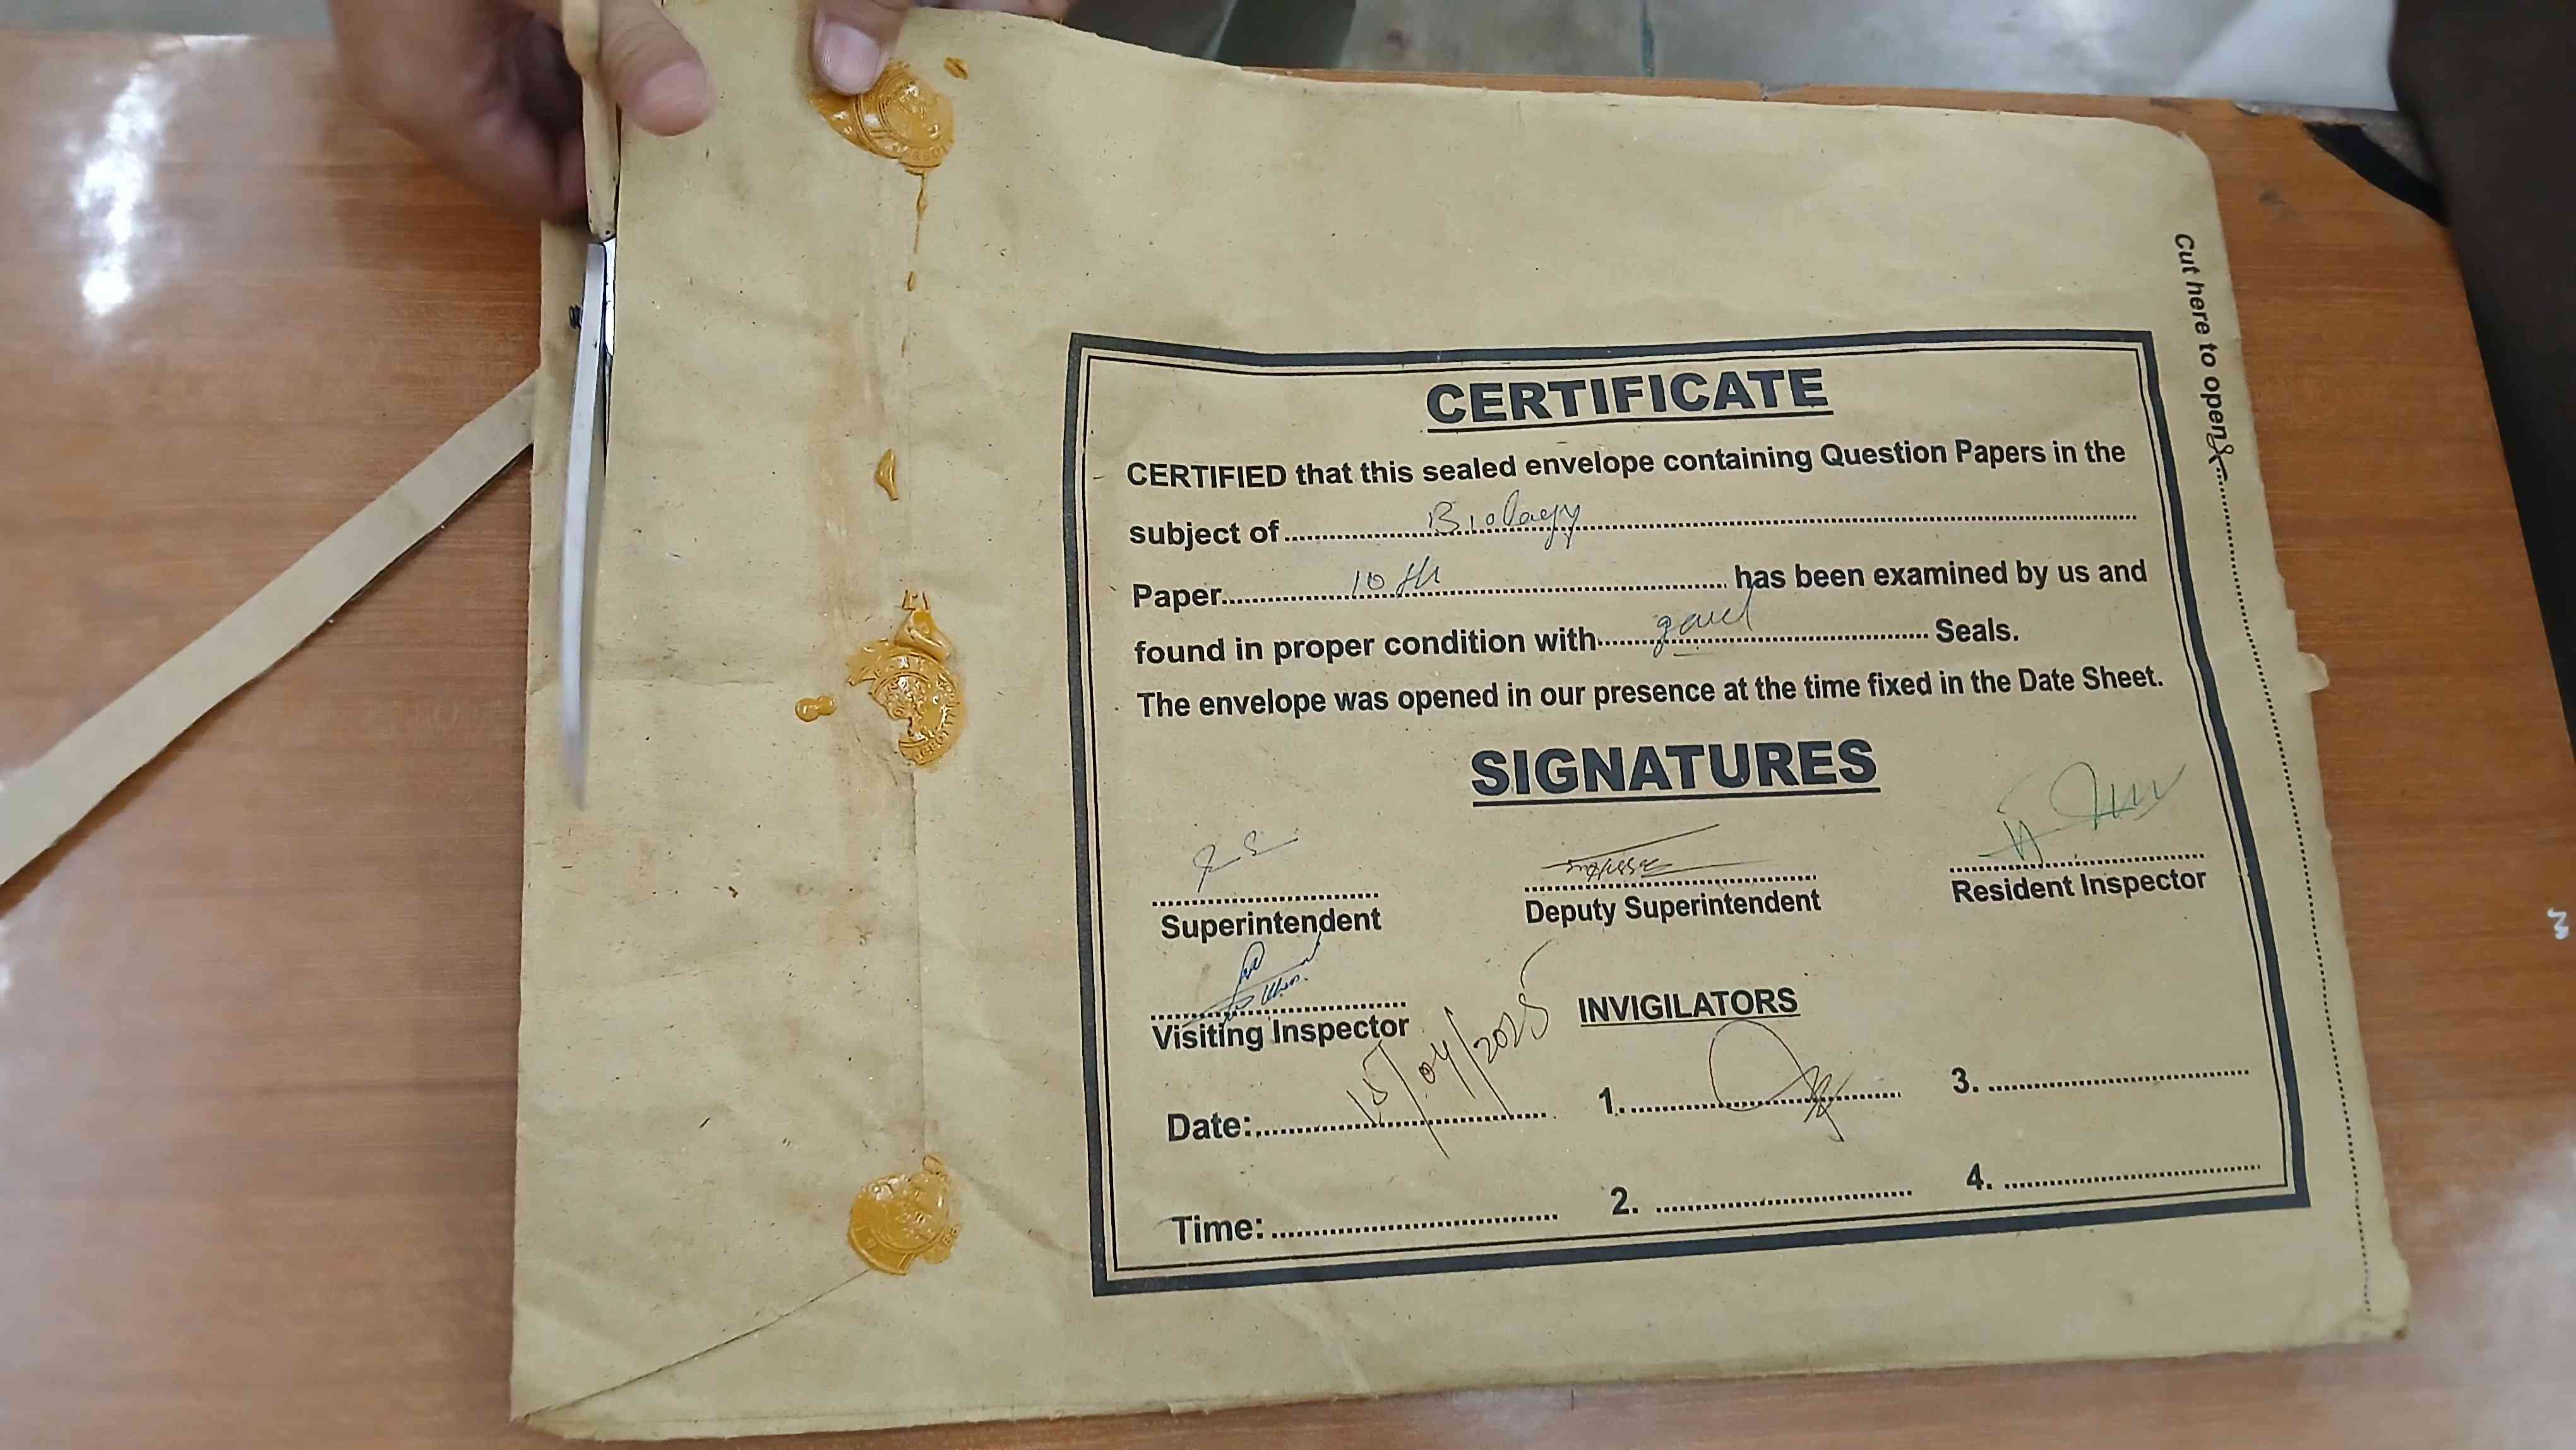 Cut here to open
CERTIFICATE
CERTIFIED that this sealed envelope containing Question Papers in the
subject of Biology
Paper 10th has been examined by us and
found in proper condition with good Seals.
The envelope was opened in our presence at the time fixed in the Date Sheet.
SIGNATURES
Superintendent
Deputy Superintendent
Resident Inspector
Visiting Inspector
INVIGILATORS
Date: 15/04/2025
1.
3.
Time:
2.
4.